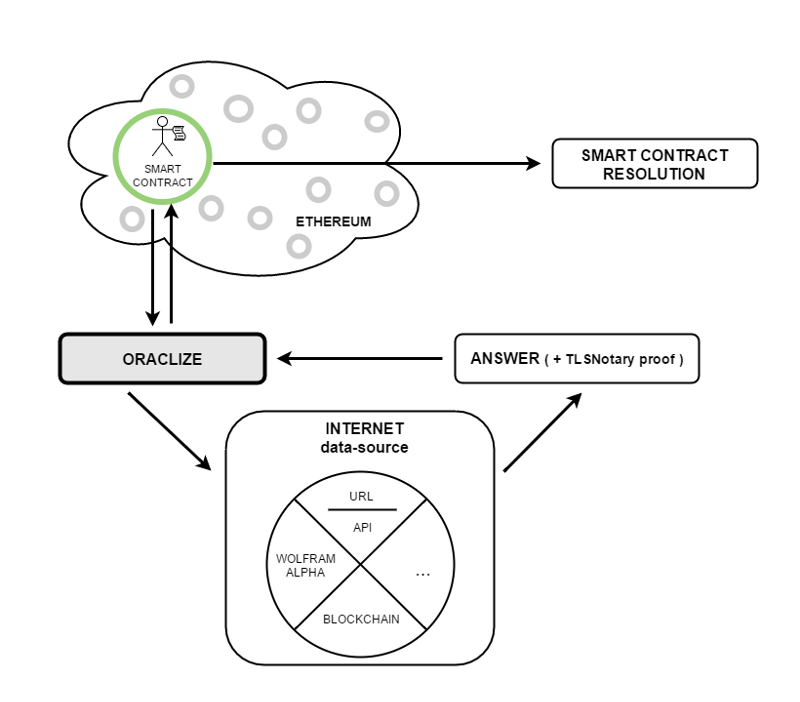 SMART
CONTRACT
SMART CONTRACT
RESOLUTION
ETHEREUM
ORACLIZE
ANSWER ( + TLSNotary proof )
INTERNET
data-source
URL
API
WOLFRAM
ALPHA
...
BLOCKCHAIN